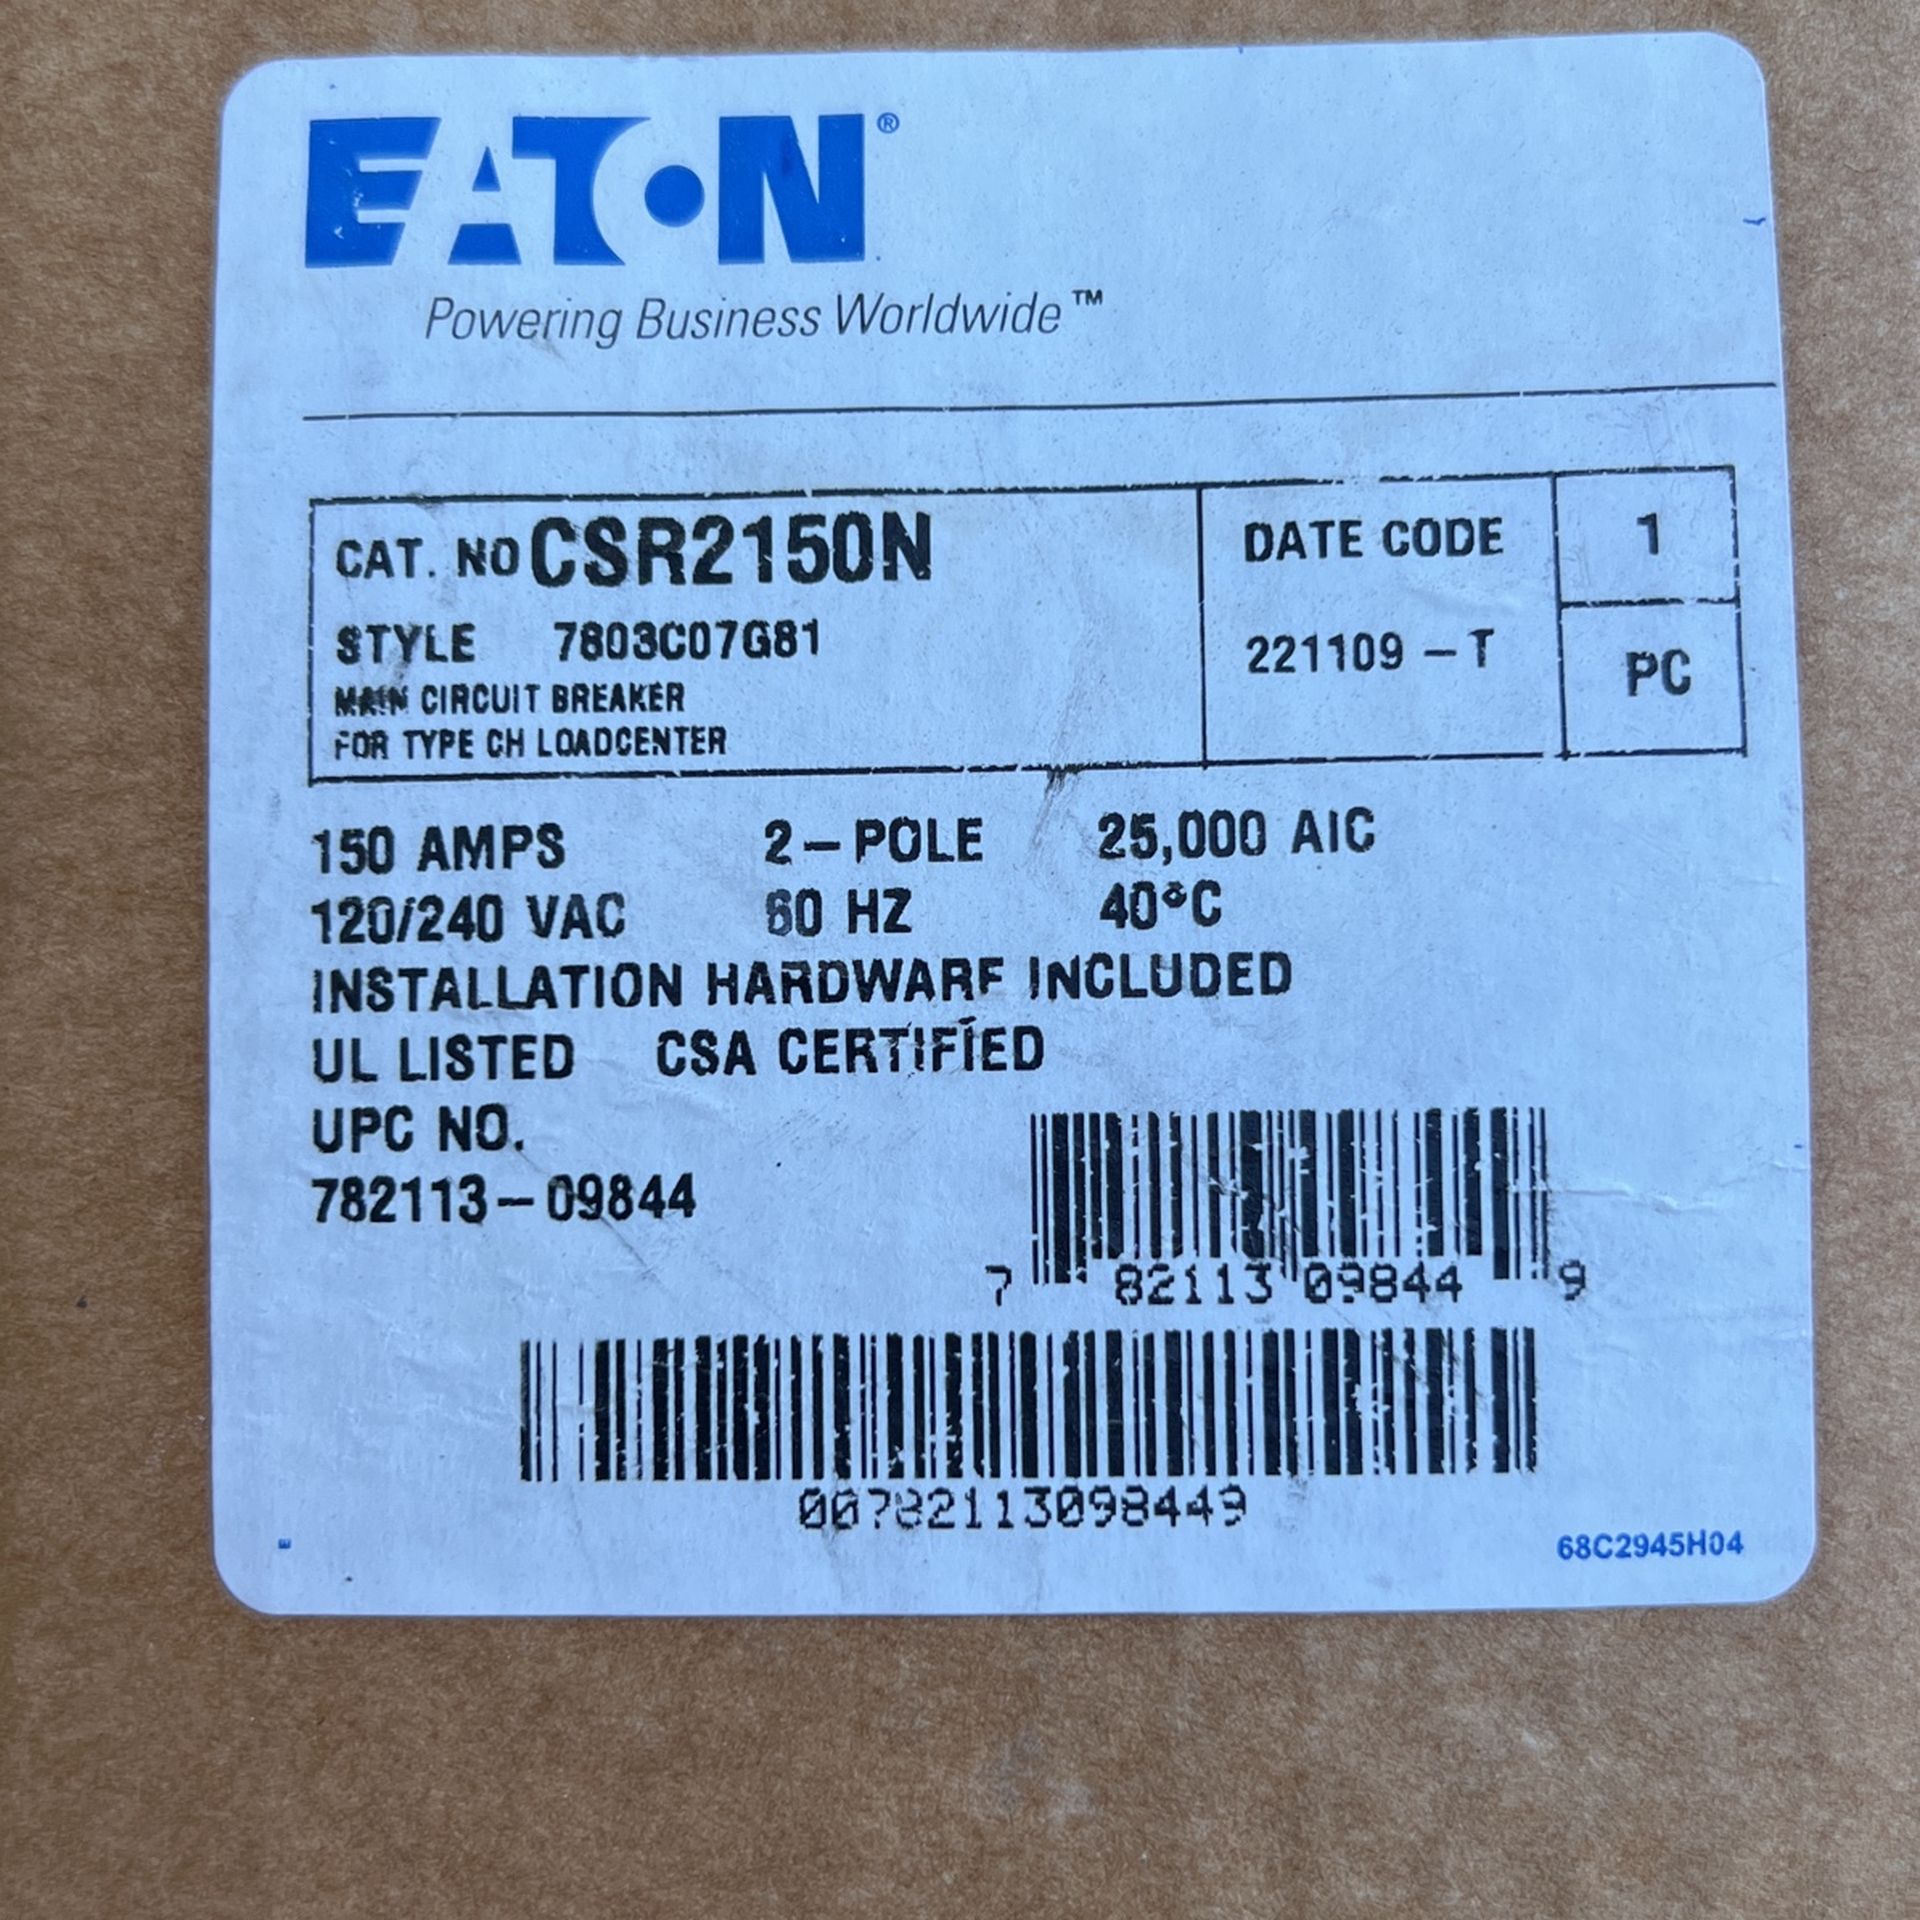 EATON®
Powering Business Worldwide™
CAT. NO CSR2150N
STYLE 7803C07G81
MAIN CIRCUIT BREAKER
FOR TYPE CH LOADCENTER
DATE CODE
221109 - T
1
PC
150 AMPS 2-POLE 25,000 AIC
120/240 VAC 60 HZ 40°C
INSTALLATION HARDWARE INCLUDED
UL LISTED CSA CERTIFIED
UPC NO.
782113-09844
7 82113 09844 9
00782113098449
68C2945H04